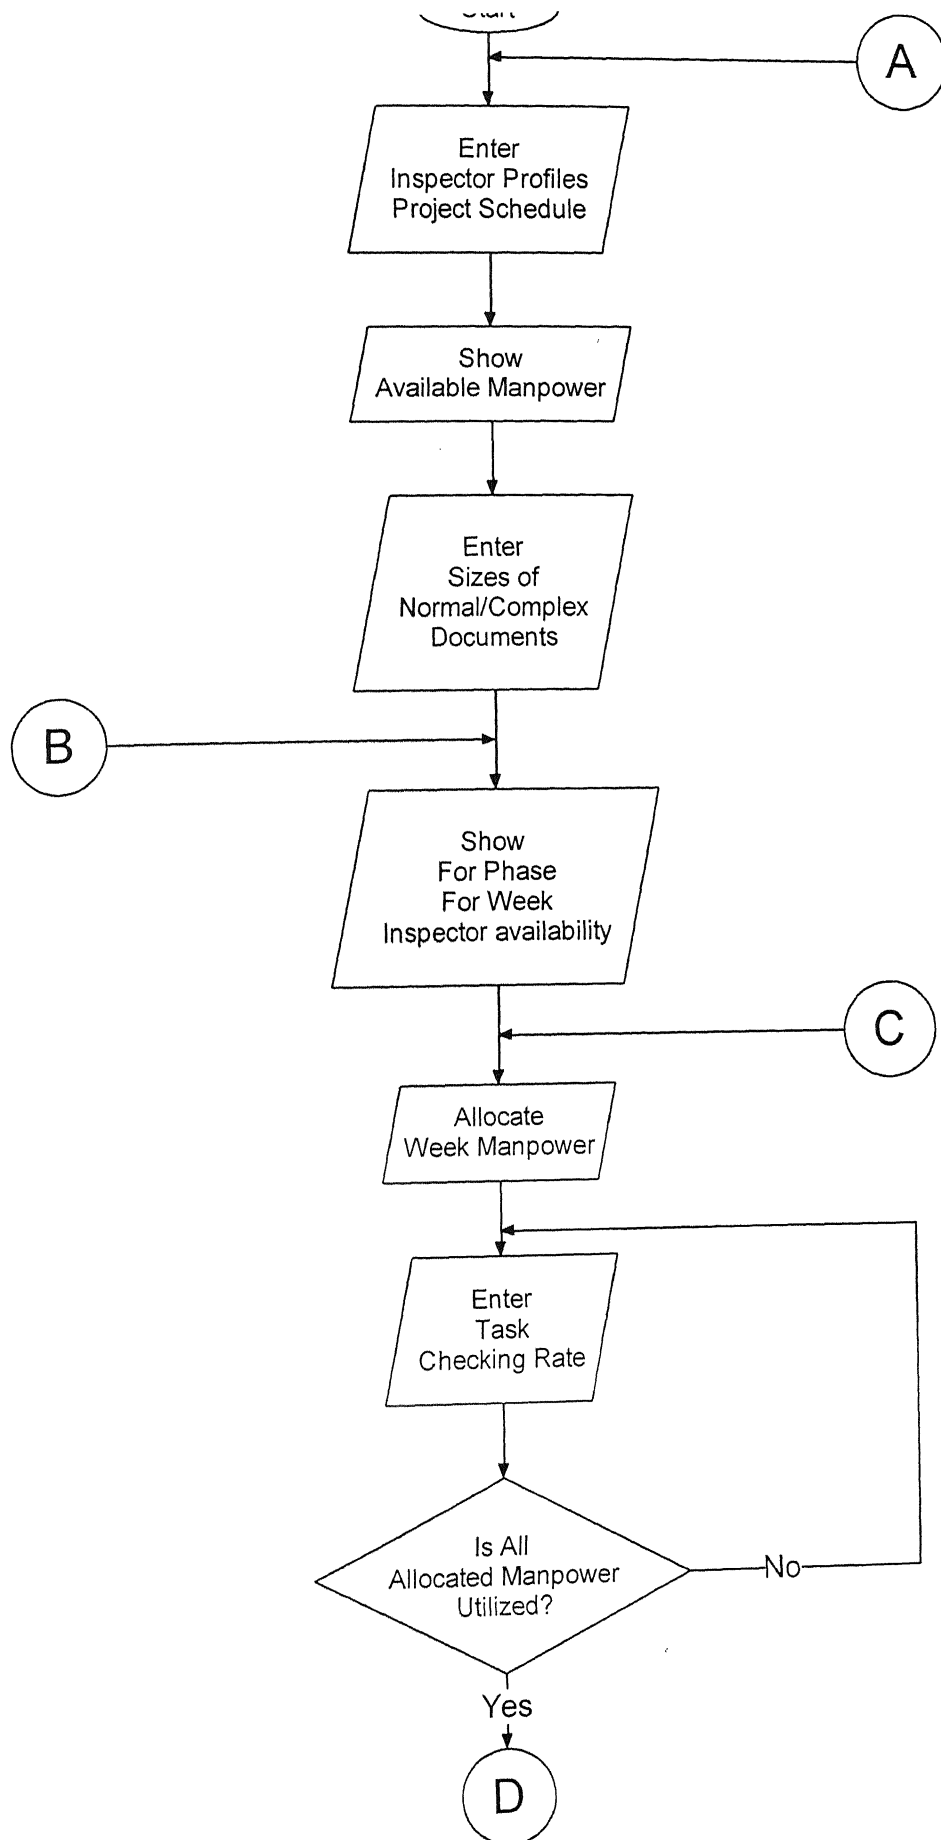 Start
A
Enter
Inspector Profiles
Project Schedule
Show
Available Manpower
Enter
Sizes of
Normal/Complex
Documents
B
Show
For Phase
For Week
Inspector availability
C
Allocate
Week Manpower
Enter
Task
Checking Rate
Is All
Allocated Manpower
Utilized?
No
Yes
D